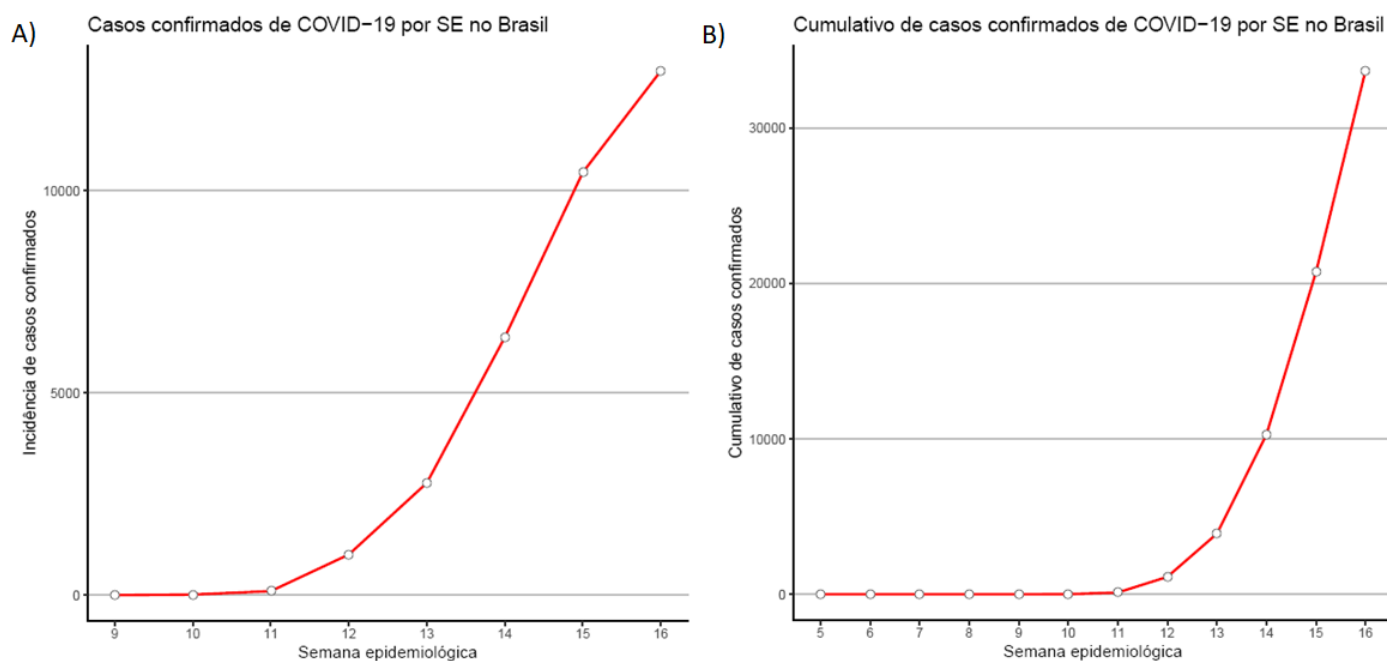 A)
Casos confirmados de COVID−19 por SE no Brasil
Incidência de casos confirmados
10000
5000
0
9 10 11 12 13 14 15 16
Semana epidemiológica
B)
Cumulativo de casos confirmados de COVID−19 por SE no Brasil
Cumulativo de casos confirmados
30000
20000
10000
0
5 6 7 8 9 10 11 12 13 14 15 16
Semana epidemiológica